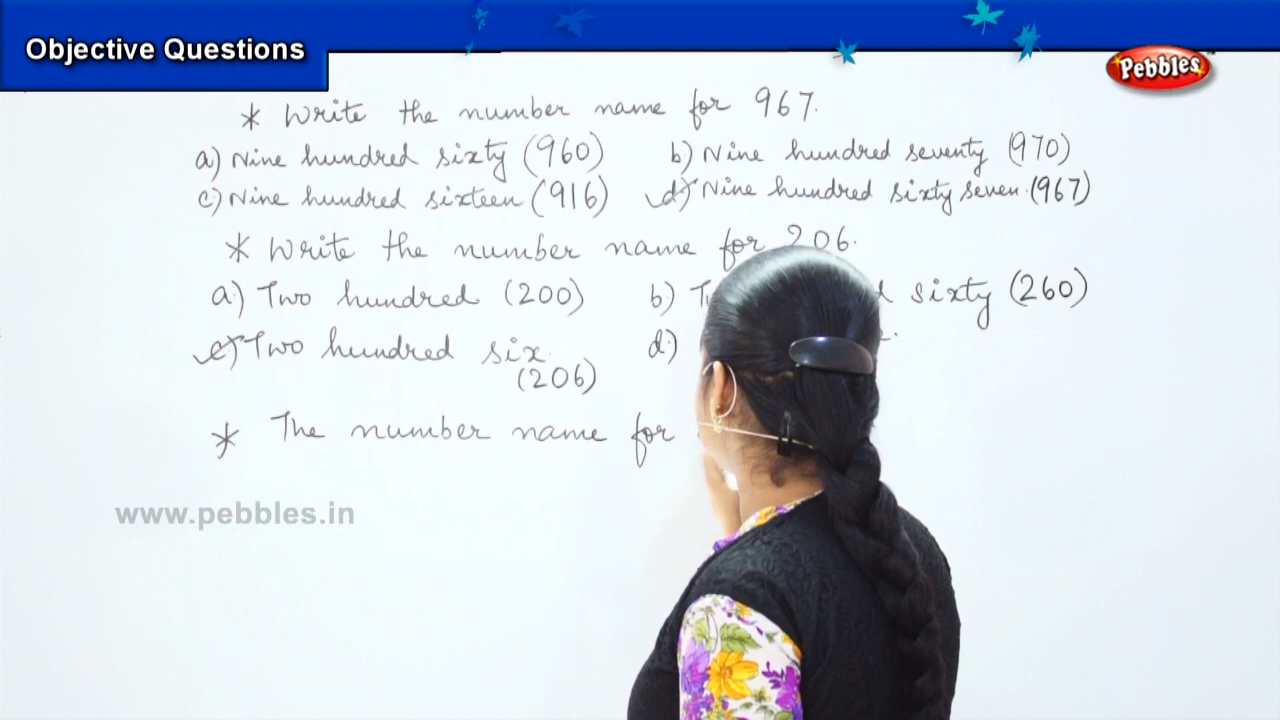 Objective Questions
Pebbles
* Write the number name for 967.
a) Nine hundred sixty (960) b) Nine hundred seventy (970)
c) Nine hundred sixteen (916) d) Nine hundred sixty seven (967)
* Write the number name for 206.
a) Two hundred (200) b) sixty (260)
c) Two hundred six. d)
(206)
* The number name for
www.pebbles.in